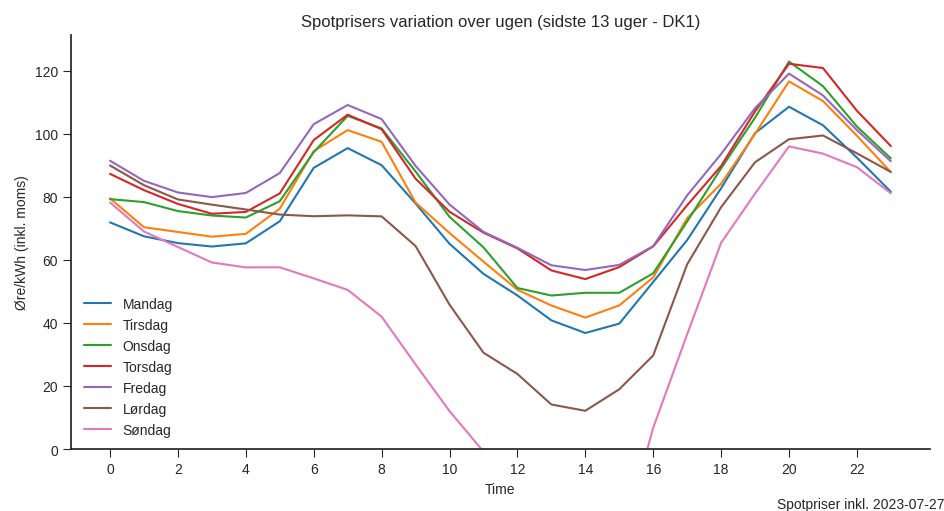 Spotprisers variation over ugen (sidste 13 uger - DK1)
Øre/kWh (inkl. moms)
120
100
80
60
40
20
0
Mandag
Tirsdag
Onsdag
Torsdag
Fredag
Lørdag
Søndag
0 2 4 6 8 10 12 14 16 18 20 22
Time
Spotpriser inkl. 2023-07-27